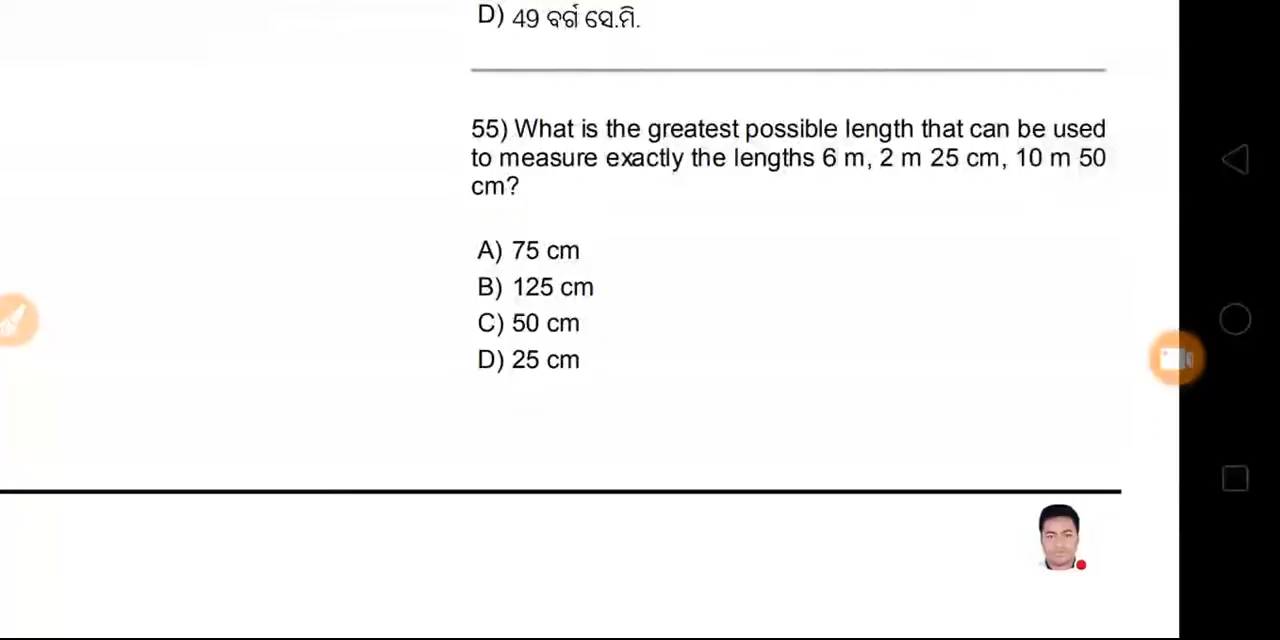 D) 49 ବର୍ଗ ସେ.ମି.
55) What is the greatest possible length that can be used
to measure exactly the lengths 6 m, 2 m 25 cm, 10 m 50
cm?
A) 75 cm
B) 125 cm
C) 50 cm
D) 25 cm